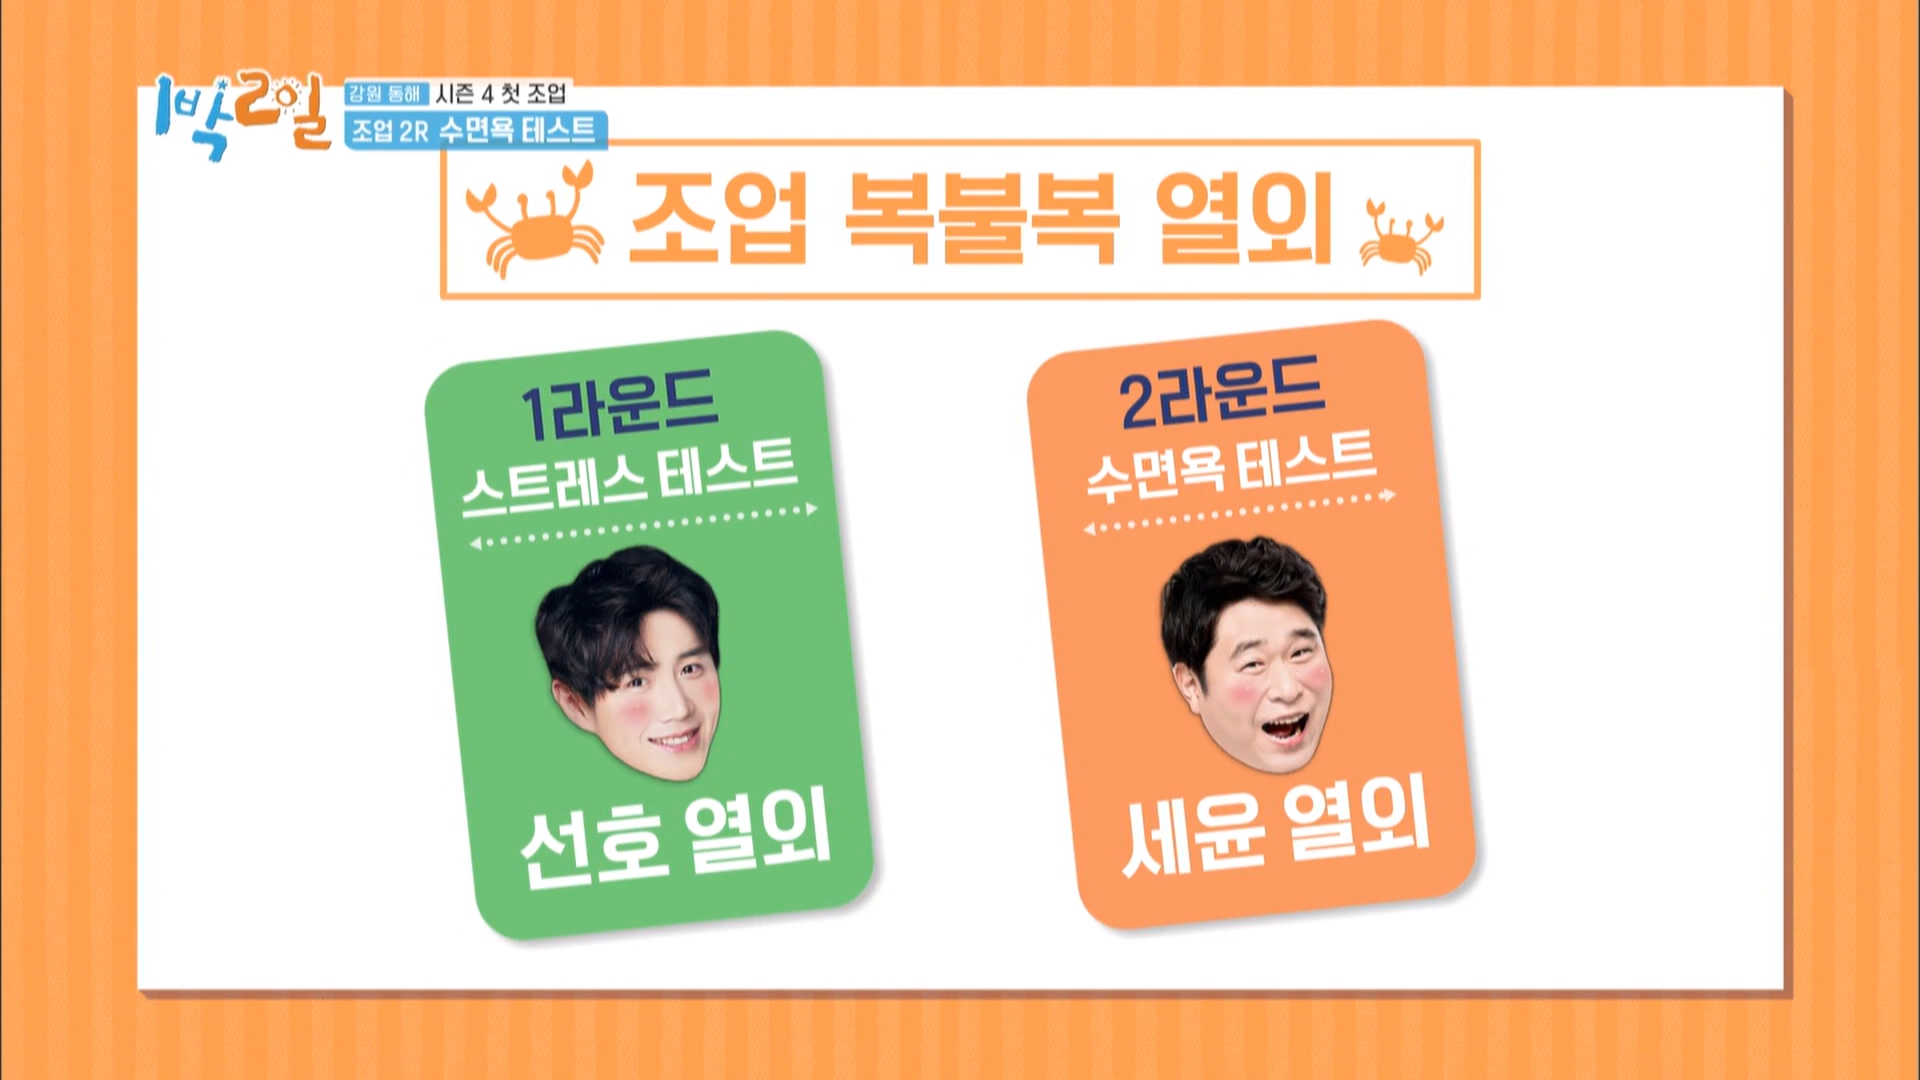 1박2일
강원 동해 시즌 4 첫 조업
조업 2R 수면욕 테스트
조업 복불복 열외
1라운드
스트레스 테스트
선호 열외
2라운드
수면욕 테스트
세윤 열외